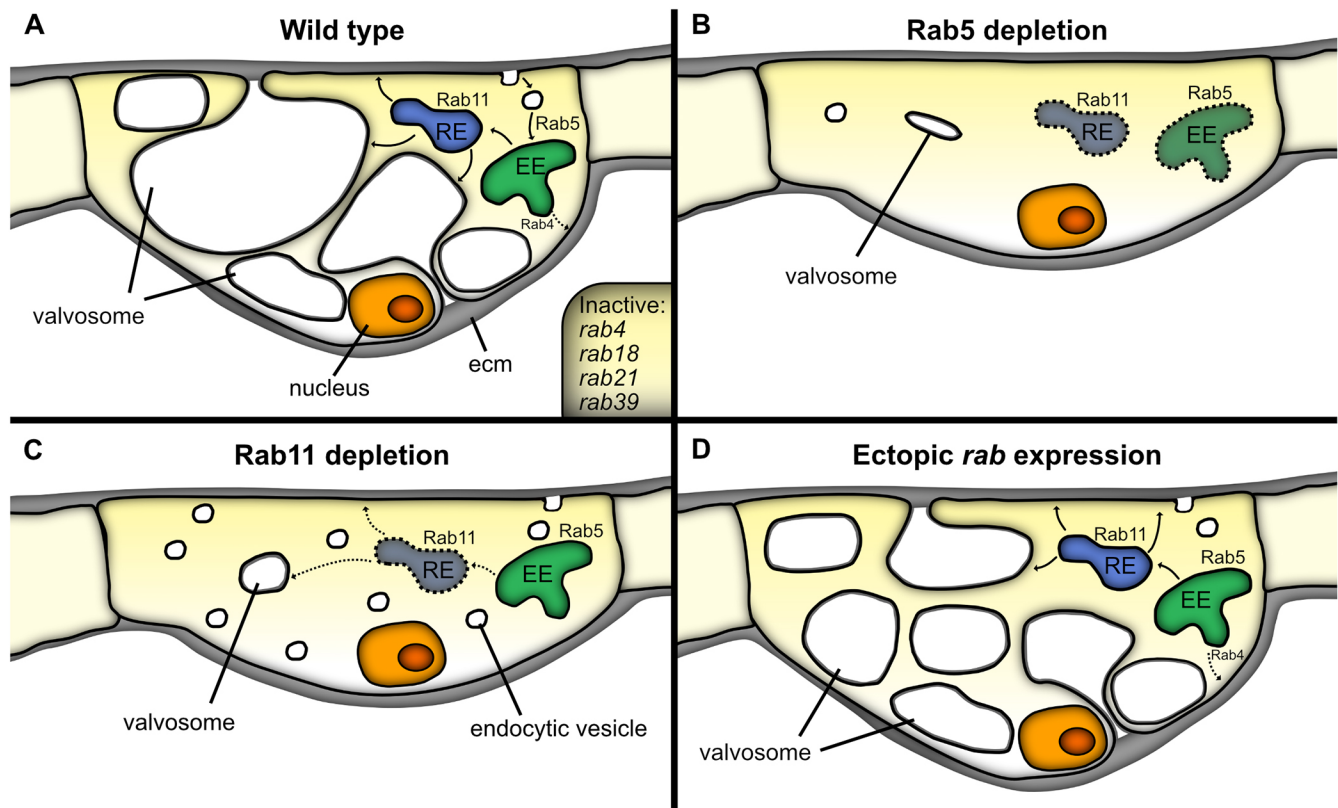 A
Wild type
Rab11
RE
Rab5
EE
Rab4
valvosome
nucleus
ecm
Inactive:
rab4
rab18
rab21
rab39
B
Rab5 depletion
Rab11
RE
Rab5
EE
valvosome
C
Rab11 depletion
Rab11
RE
Rab5
EE
valvosome
endocytic vesicle
D
Ectopic rab expression
Rab11
RE
Rab5
EE
Rab4
valvosome